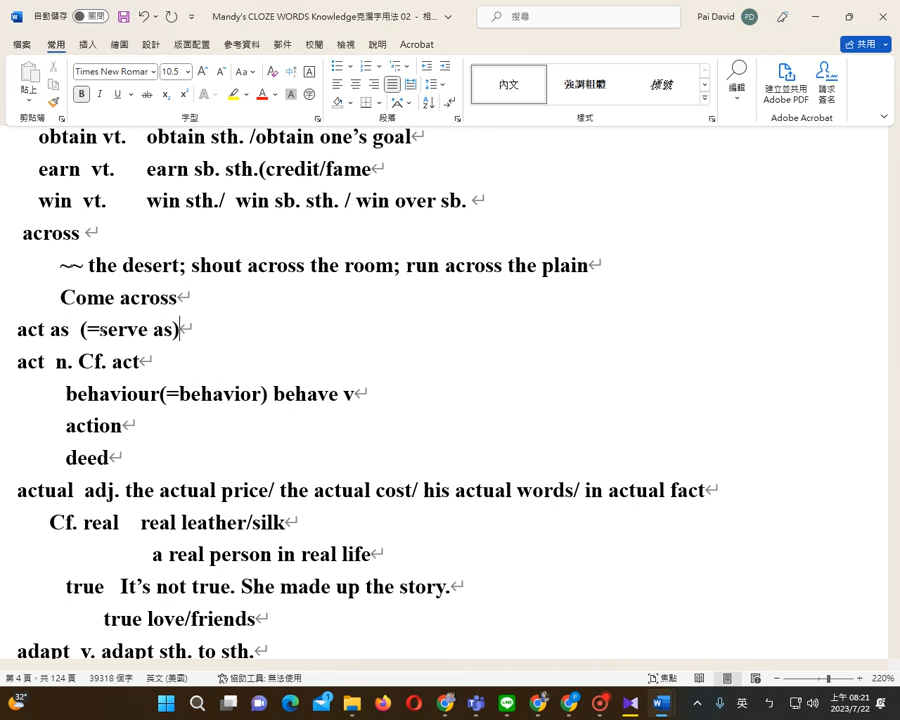 自動儲存 關閉 Mandy's CLOZE WORDS Knowledge克漏字用法 02 - 相... 搜尋 Pai David PD
檔案 常用 插入 繪圖 設計 版面配置 參考資料 郵件 校閱 檢視 說明 Acrobat 共用
貼上 Times New Romar 10.5 內文 強調粗體 標號 編輯 建立並共用 Adobe PDF 請求簽名
剪貼簿 字型 段落 樣式 Adobe Acrobat
obtain vt. obtain sth. /obtain one's goal
earn vt. earn sb. sth.(credit/fame
win vt. win sth./ win sb. sth. / win over sb.
across
~~ the desert; shout across the room; run across the plain
Come across
act as (=serve as)
act n. Cf. act
behaviour(=behavior) behave v
action
deed
actual adj. the actual price/ the actual cost/ his actual words/ in actual fact
Cf. real real leather/silk
a real person in real life
true It's not true. She made up the story.
true love/friends
adapt v. adapt sth. to sth.
第 4 頁，共 124 頁 39318 個字 英文 (美國) 協助工具: 無法使用 焦點 220%
32° 英 上午 08:21
2023/7/22